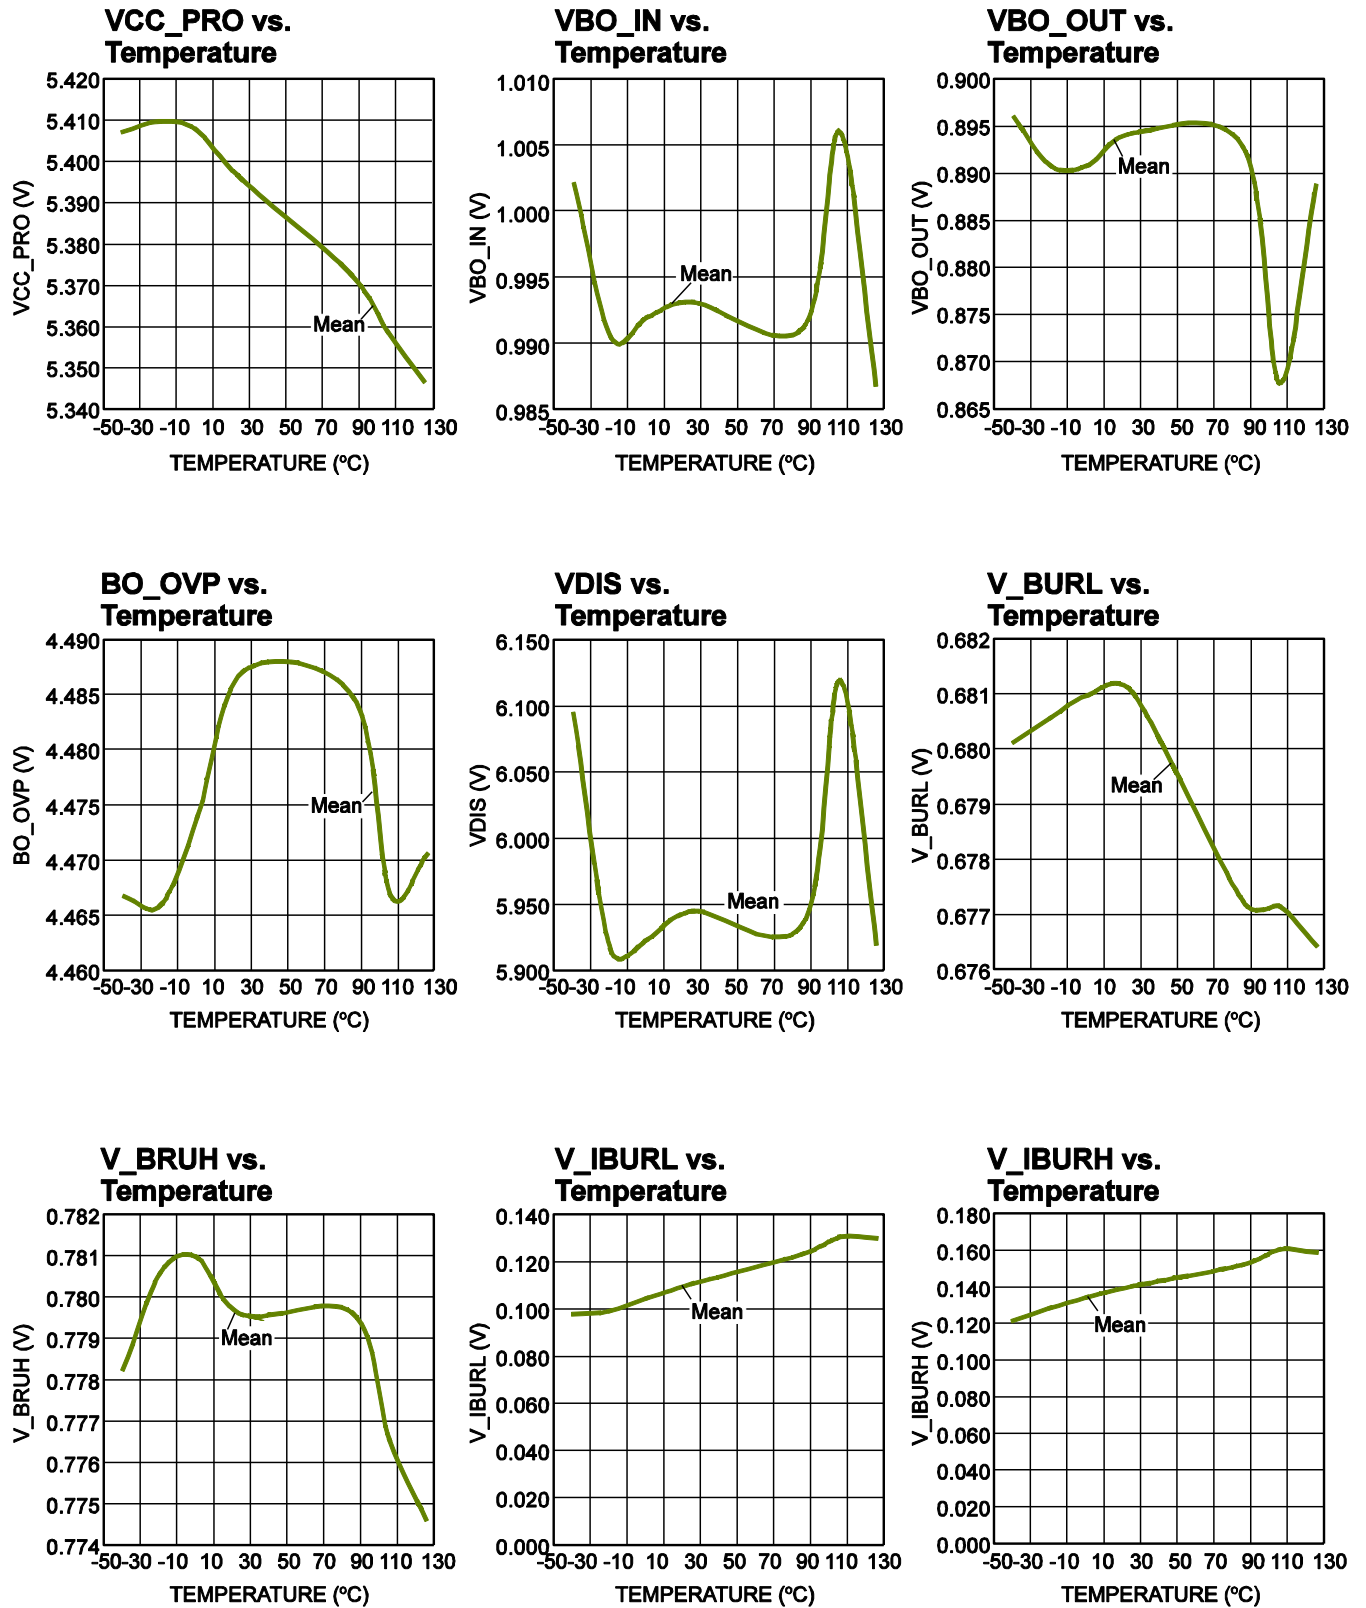 VCC_PRO vs.
Temperature
5.420
5.410
5.400
5.390
5.380
5.370
5.360
5.350
5.340
VCC_PRO (V)
Mean
-50 -30 -10 10 30 50 70 90 110 130
TEMPERATURE (ºC)
VBO_IN vs.
Temperature
1.010
1.005
1.000
0.995
0.990
0.985
VBO_IN (V)
Mean
-50 -30 -10 10 30 50 70 90 110 130
TEMPERATURE (ºC)
VBO_OUT vs.
Temperature
0.900
0.895
0.890
0.885
0.880
0.875
0.870
0.865
VBO_OUT (V)
Mean
-50 -30 -10 10 30 50 70 90 110 130
TEMPERATURE (ºC)
BO_OVP vs.
Temperature
4.490
4.485
4.480
4.475
4.470
4.465
4.460
BO_OVP (V)
Mean
-50 -30 -10 10 30 50 70 90 110 130
TEMPERATURE (ºC)
VDIS vs.
Temperature
6.150
6.100
6.050
6.000
5.950
5.900
VDIS (V)
Mean
-50 -30 -10 10 30 50 70 90 110 130
TEMPERATURE (ºC)
V_BURL vs.
Temperature
0.682
0.681
0.680
0.679
0.678
0.677
0.676
V_BURL (V)
Mean
-50 -30 -10 10 30 50 70 90 110 130
TEMPERATURE (ºC)
V_BRUH vs.
Temperature
0.782
0.781
0.780
0.779
0.778
0.777
0.776
0.775
0.774
V_BRUH (V)
Mean
-50 -30 -10 10 30 50 70 90 110 130
TEMPERATURE (ºC)
V_IBURL vs.
Temperature
0.140
0.120
0.100
0.080
0.060
0.040
0.020
0.000
V_IBURL (V)
Mean
-50 -30 -10 10 30 50 70 90 110 130
TEMPERATURE (ºC)
V_IBURH vs.
Temperature
0.180
0.160
0.140
0.120
0.100
0.080
0.060
0.040
0.020
0.000
V_IBURH (V)
Mean
-50 -30 -10 10 30 50 70 90 110 130
TEMPERATURE (ºC)